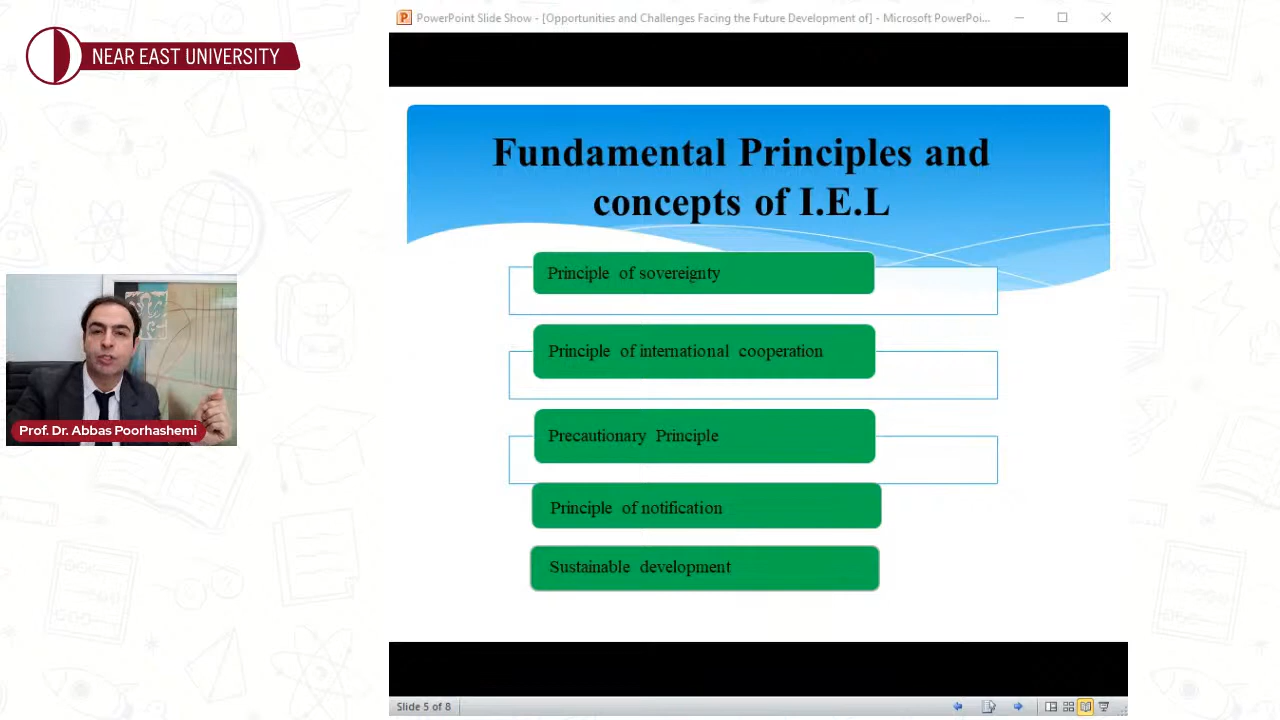 NEAR EAST UNIVERSITY
PowerPoint Slide Show - [Opportunities and Challenges Facing the Future Development of] - Microsoft PowerPoi...
Fundamental Principles and
concepts of I.E.L
Principle of sovereignty
Principle of international cooperation
Precautionary Principle
Principle of notification
Sustainable development
Prof. Dr. Abbas Poorhashemi
Slide 5 of 8